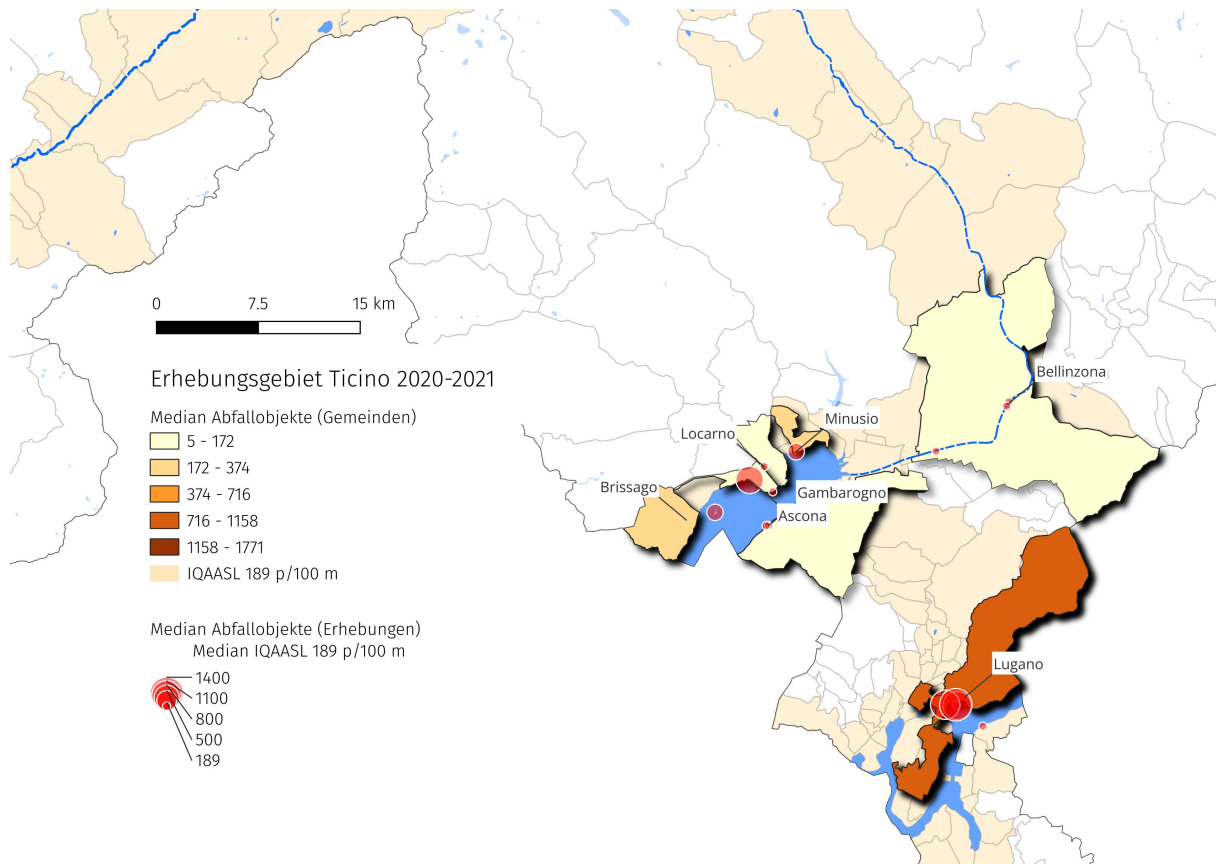 0 7.5 15 km
Erhebungsgebiet Ticino 2020-2021
Median Abfallobjekte (Gemeinden)
5 - 172
172 - 374
374 - 716
716 - 1158
1158 - 1771
IQAASL 189 p/100 m
Median Abfallobjekte (Erhebungen)
Median IQAASL 189 p/100 m
1400
1100
800
500
189
Bellinzona
Minusio
Locarno
Brissago
Gambarogno
Ascona
Lugano